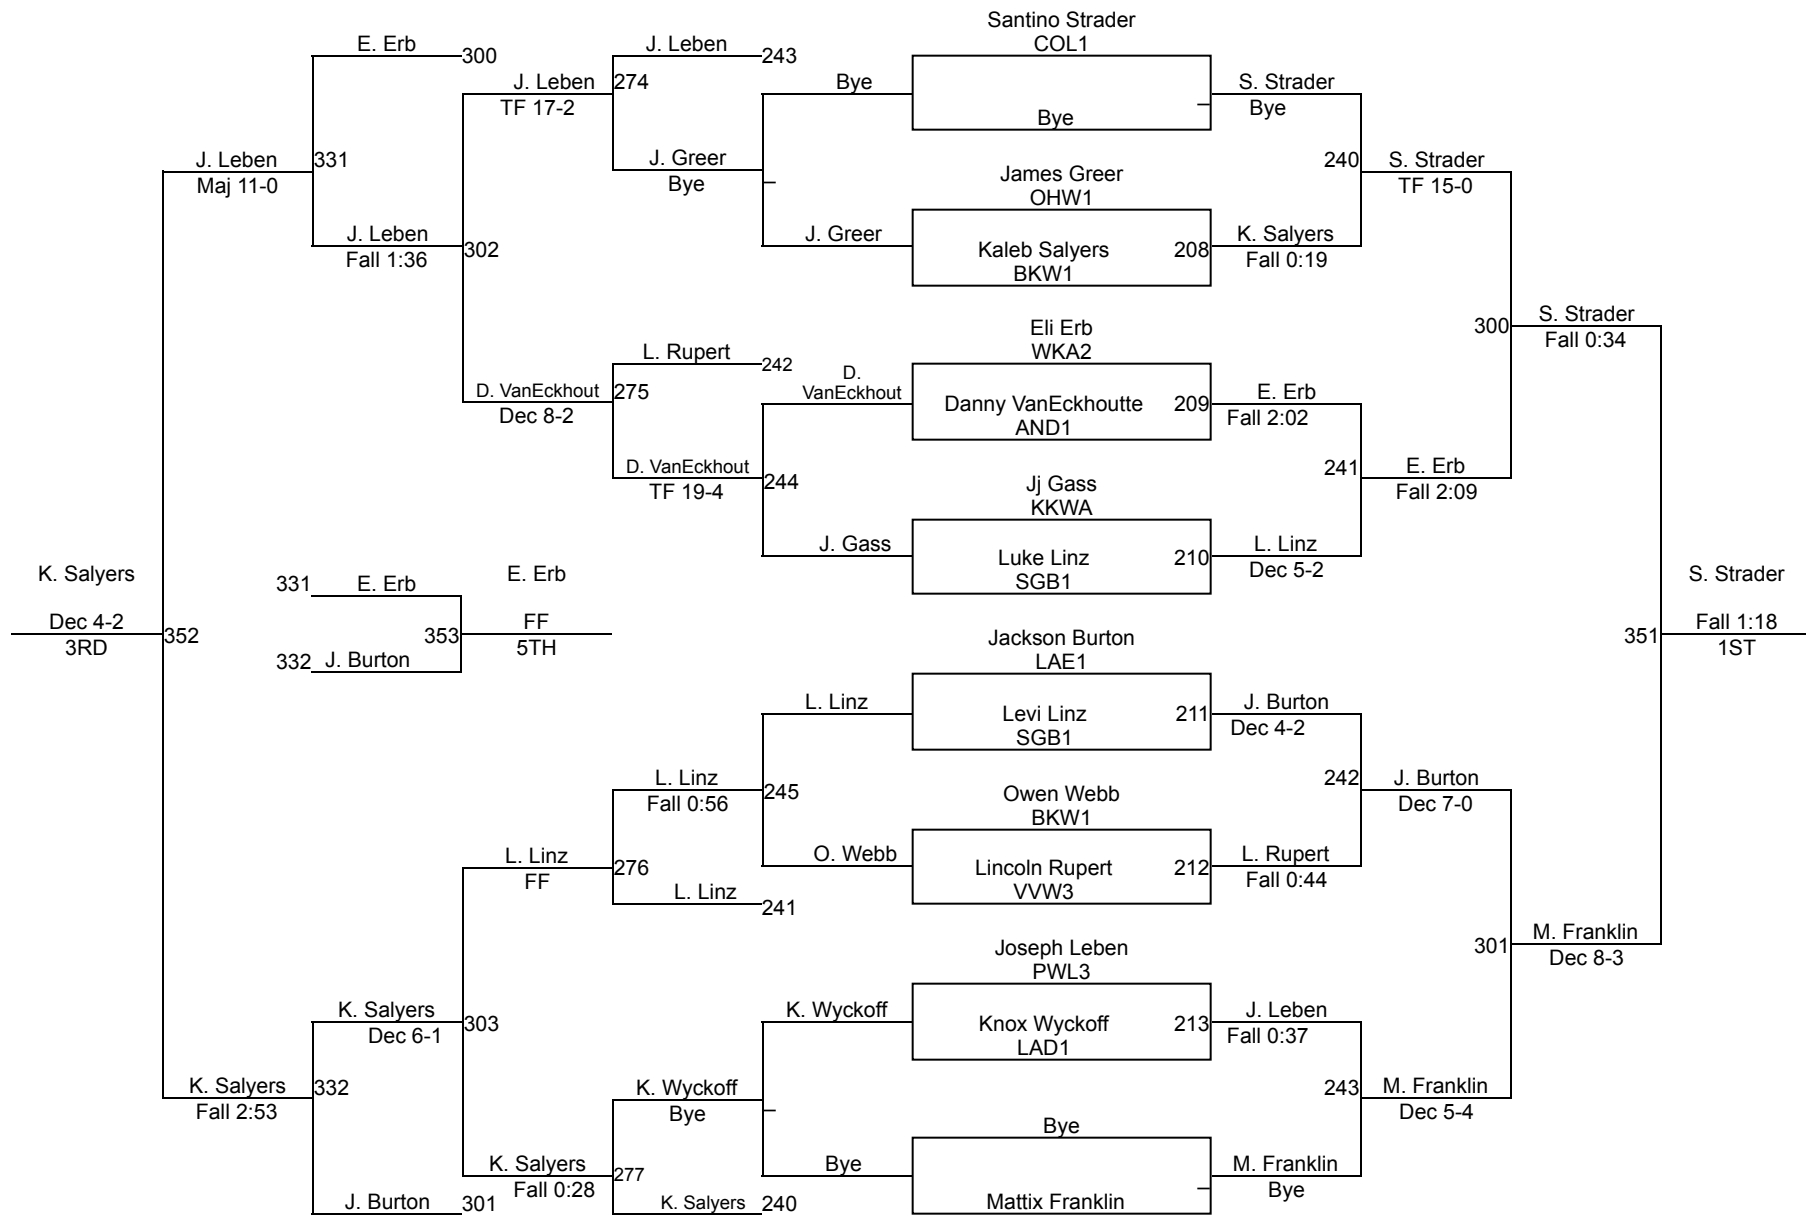 Santino Strader
COL1
E. Erb
300
J. Leben
243
J. Leben
274
TF 17-2
Bye
Bye
S. Strader
Bye
J. Leben
331
Maj 11-0
J. Greer
Bye
James Greer
OHW1
240
S. Strader
TF 15-0
J. Leben
Fall 1:36
302
J. Greer
Kaleb Salyers
BKW1
208
K. Salyers
Fall 0:19
Eli Erb
WKA2
300
S. Strader
Fall 0:34
L. Rupert
242
D. VanEckhout
275
Dec 8-2
D.
VanEckhout
Danny VanEckhoutte
AND1
209
E. Erb
Fall 2:02
D. VanEckhout
TF 19-4
244
Jj Gass
KKWA
241
E. Erb
Fall 2:09
J. Gass
Luke Linz
SGB1
210
L. Linz
Dec 5-2
K. Salyers
Dec 4-2
3RD
352
331
E. Erb
332
J. Burton
353
E. Erb
FF
5TH
S. Strader
351
Fall 1:18
1ST
Jackson Burton
LAE1
L. Linz
Levi Linz
SGB1
211
J. Burton
Dec 4-2
L. Linz
Fall 0:56
245
Owen Webb
BKW1
242
J. Burton
Dec 7-0
L. Linz
FF
276
O. Webb
Lincoln Rupert
VVW3
212
L. Rupert
Fall 0:44
L. Linz
241
Joseph Leben
PWL3
301
M. Franklin
Dec 8-3
K. Salyers
Dec 6-1
303
K. Wyckoff
Knox Wyckoff
LAD1
213
J. Leben
Fall 0:37
K. Salyers
Fall 2:53
332
K. Wyckoff
Bye
Bye
243
M. Franklin
Dec 5-4
K. Salyers
Fall 0:28
277
Bye
Mattix Franklin
M. Franklin
Bye
J. Burton
301
K. Salyers
240